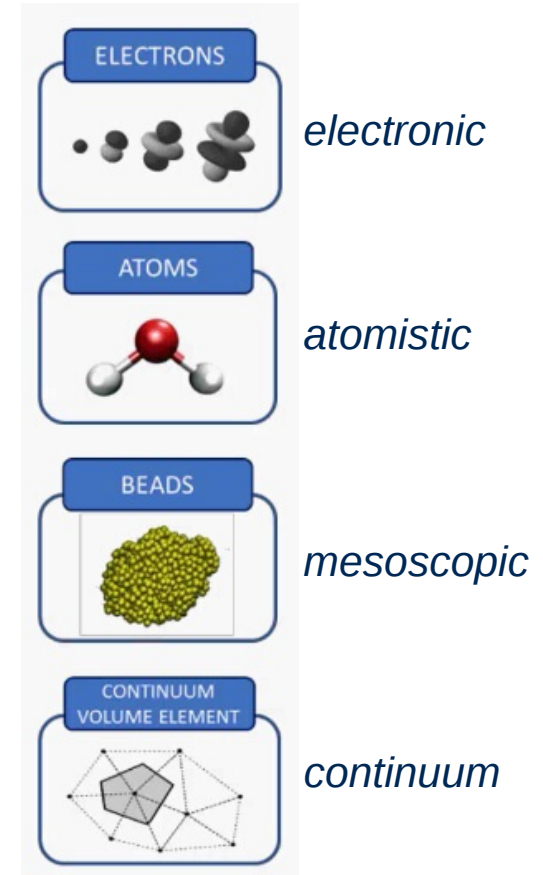 ELECTRONS
electronic
ATOMS
atomistic
BEADS
mesoscopic
CONTINUUM
VOLUME ELEMENT
continuum